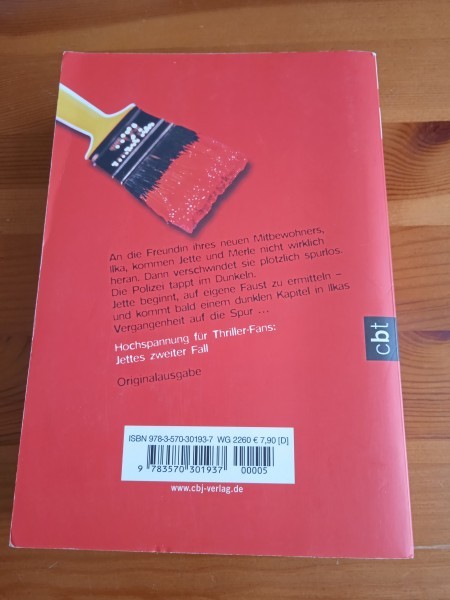 An die Freundin ihres neuen Mitbewohners,
Ilka, kommen Jette und Merle nicht wirklich
heran. Dann verschwindet sie plötzlich spurlos.
Die Polizei tappt im Dunkeln.
Jette beginnt, auf eigene Faust zu ermitteln –
und kommt bald einem dunklen Kapitel in Ilkas
Vergangenheit auf die Spur ...
Hochspannung für Thriller-Fans:
Jettes zweiter Fall
Originalausgabe
cbt
ISBN 978-3-570-30193-7 WG 2260 € 7,90 [D]
9 783570 301937 00005
www.cbj-verlag.de